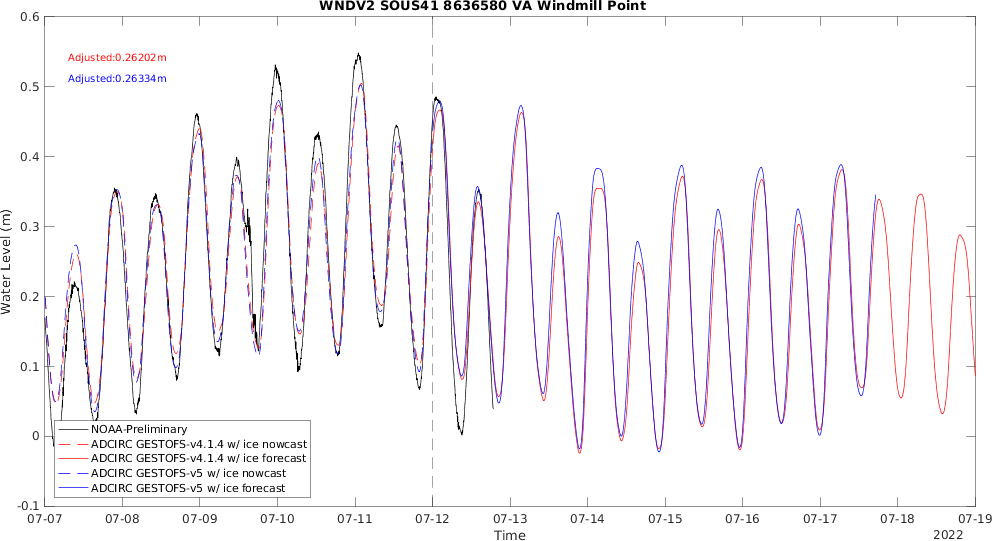 WNDV2 SOUS41 8636580 VA Windmill Point
Adjusted:0.26202m
Adjusted:0.26334m
Water Level (m)
0.6
0.5
0.4
0.3
0.2
0.1
0
-0.1
NOAA-Preliminary
ADCIRC GESTOFS-v4.1.4 w/ ice nowcast
ADCIRC GESTOFS-v4.1.4 w/ ice forecast
ADCIRC GESTOFS-v5 w/ ice nowcast
ADCIRC GESTOFS-v5 w/ ice forecast
07-07 07-08 07-09 07-10 07-11 07-12 07-13 07-14 07-15 07-16 07-17 07-18 07-19
Time
2022